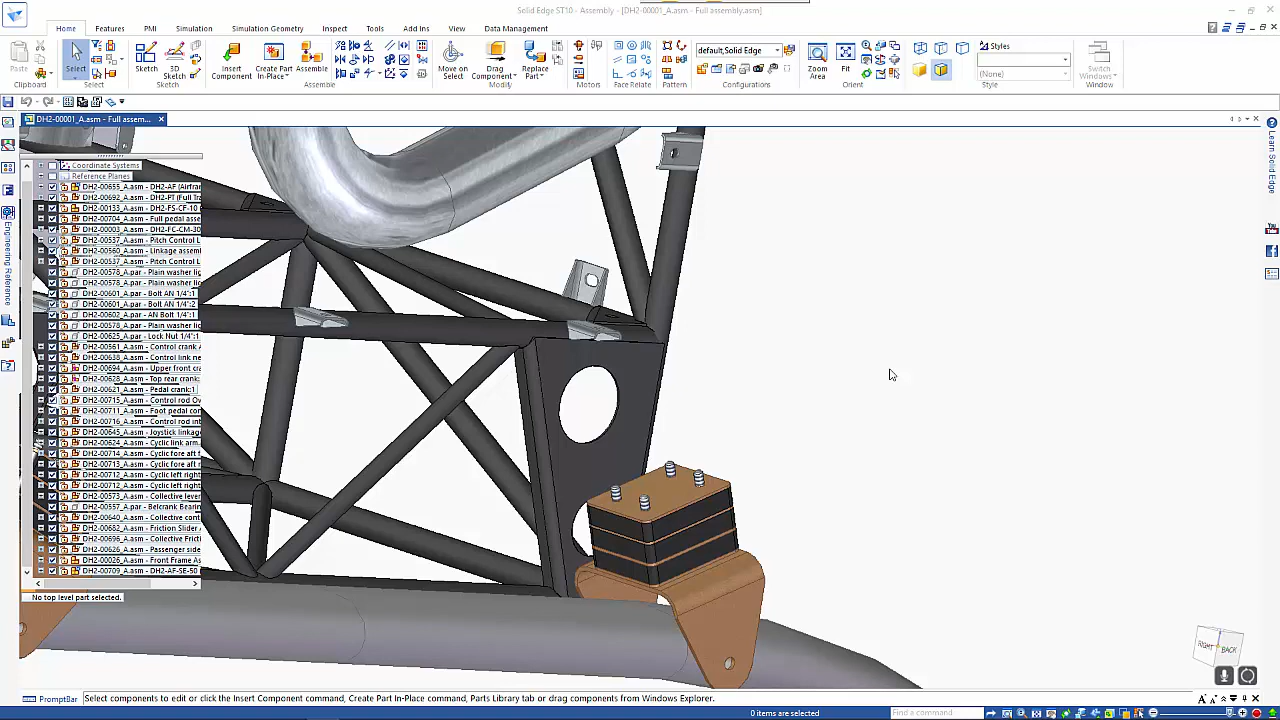 Solid Edge ST10 - Assembly - [DH2-00001_A.asm - Full assembly.asm]
Home Features PMI Simulation Simulation Geometry Inspect Tools Add Ins View Data Management
Paste
Select
Sketch
3D Sketch
Insert Component
Create Part In-Place
Assemble
Move on Select
Drag Component
Replace Part
default,Solid Edge
Zoom Area
Fit
Styles
(None)
Switch Windows
Clipboard Select Sketch Assemble Modify Motors Face Relate Pattern Configurations Orient Style Window
DH2-00001_A.asm - Full assem...
Coordinate Systems
Reference Planes
DH2-00655_A.asm - DH2-AF (Airfran
DH2-00692_A.asm - DH2-PT (Full Tra
DH2-00133_A.asm - DH2-FS-CF-10
DH2-00704_A.asm - Full pedal asse
DH2-00003_A.asm - DH2-FC-CM-30
DH2-00537_A.asm - Pitch Control L
DH2-00560_A.asm - Linkage assem
DH2-00537_A.asm - Pitch Control L
DH2-00578_A.par - Plain washer lig
DH2-00578_A.par - Plain washer lig
DH2-00601_A.par - Bolt AN 1/4":1
DH2-00601_A.par - Bolt AN 1/4":2
DH2-00602_A.par - AN Bolt 1/4":1
DH2-00578_A.par - Plain washer lig
DH2-00625_A.par - Lock Nut 1/4":1
DH2-00561_A.asm - Control crank A
DH2-00638_A.asm - Control link ne
DH2-00694_A.asm - Upper front cra
DH2-00628_A.asm - Top rear crank:
DH2-00621_A.asm - Pedal crank:1
DH2-00715_A.asm - Control rod Ov
DH2-00711_A.asm - Foot pedal con
DH2-00716_A.asm - Control rod int
DH2-00645_A.asm - Joystick linkag
DH2-00624_A.asm - Cyclic link arm
DH2-00714_A.asm - Cyclic fore aft f
DH2-00713_A.asm - Cyclic fore aft r
DH2-00712_A.asm - Cyclic left right
DH2-00712_A.asm - Cyclic left right
DH2-00573_A.asm - Collective lever
DH2-00557_A.par - Belcrank Bearin
DH2-00640_A.asm - Collective cont
DH2-00682_A.asm - Friction Slider
DH2-00696_A.asm - Collective Frict
DH2-00626_A.asm - Passenger side
DH2-00026_A.asm - Front Frame As
DH2-00709_A.asm - DH2-AF-SE-50
No top level part selected.
Engineering Reference
Learn Solid Edge
RIGHT BACK
PromptBar Select components to edit or click the Insert Component command, Create Part In-Place command, Parts Library tab or drag components from Windows Explorer.
0 items are selected
Find a command